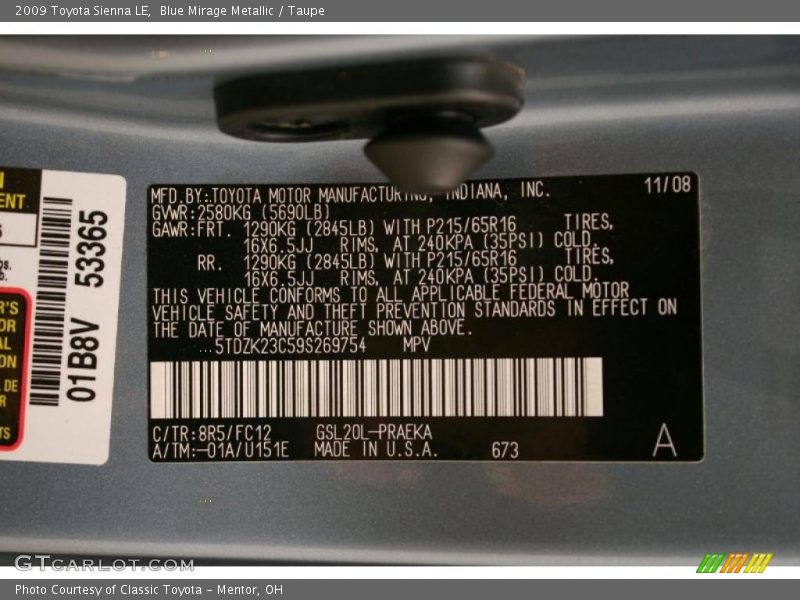 2009 Toyota Sienna LE,  Blue Mirage Metallic / Taupe
ENT
01B8V 53365
MFD.BY:TOYOTA MOTOR MANUFACTURING, INDIANA, INC. 11/08
GVWR:2580KG (5690LB)
GAWR:FRT. 1290KG (2845LB) WITH P215/65R16 TIRES,
16X6.5JJ RIMS, AT 240KPA (35PSI) COLD.
RR. 1290KG (2845LB) WITH P215/65R16 TIRES,
16X6.5JJ RIMS, AT 240KPA (35PSI) COLD.
THIS VEHICLE CONFORMS TO ALL APPLICABLE FEDERAL MOTOR
VEHICLE SAFETY AND THEFT PREVENTION STANDARDS IN EFFECT ON
THE DATE OF MANUFACTURE SHOWN ABOVE.
5TDZK23C59S269754 MPV
C/TR:8R5/FC12 GSL20L-PRAEKA
A/TM:-01A/U151E MADE IN U.S.A. 673
A
GTCARLOT.COM
Photo Courtesy of Classic Toyota - Mentor, OH